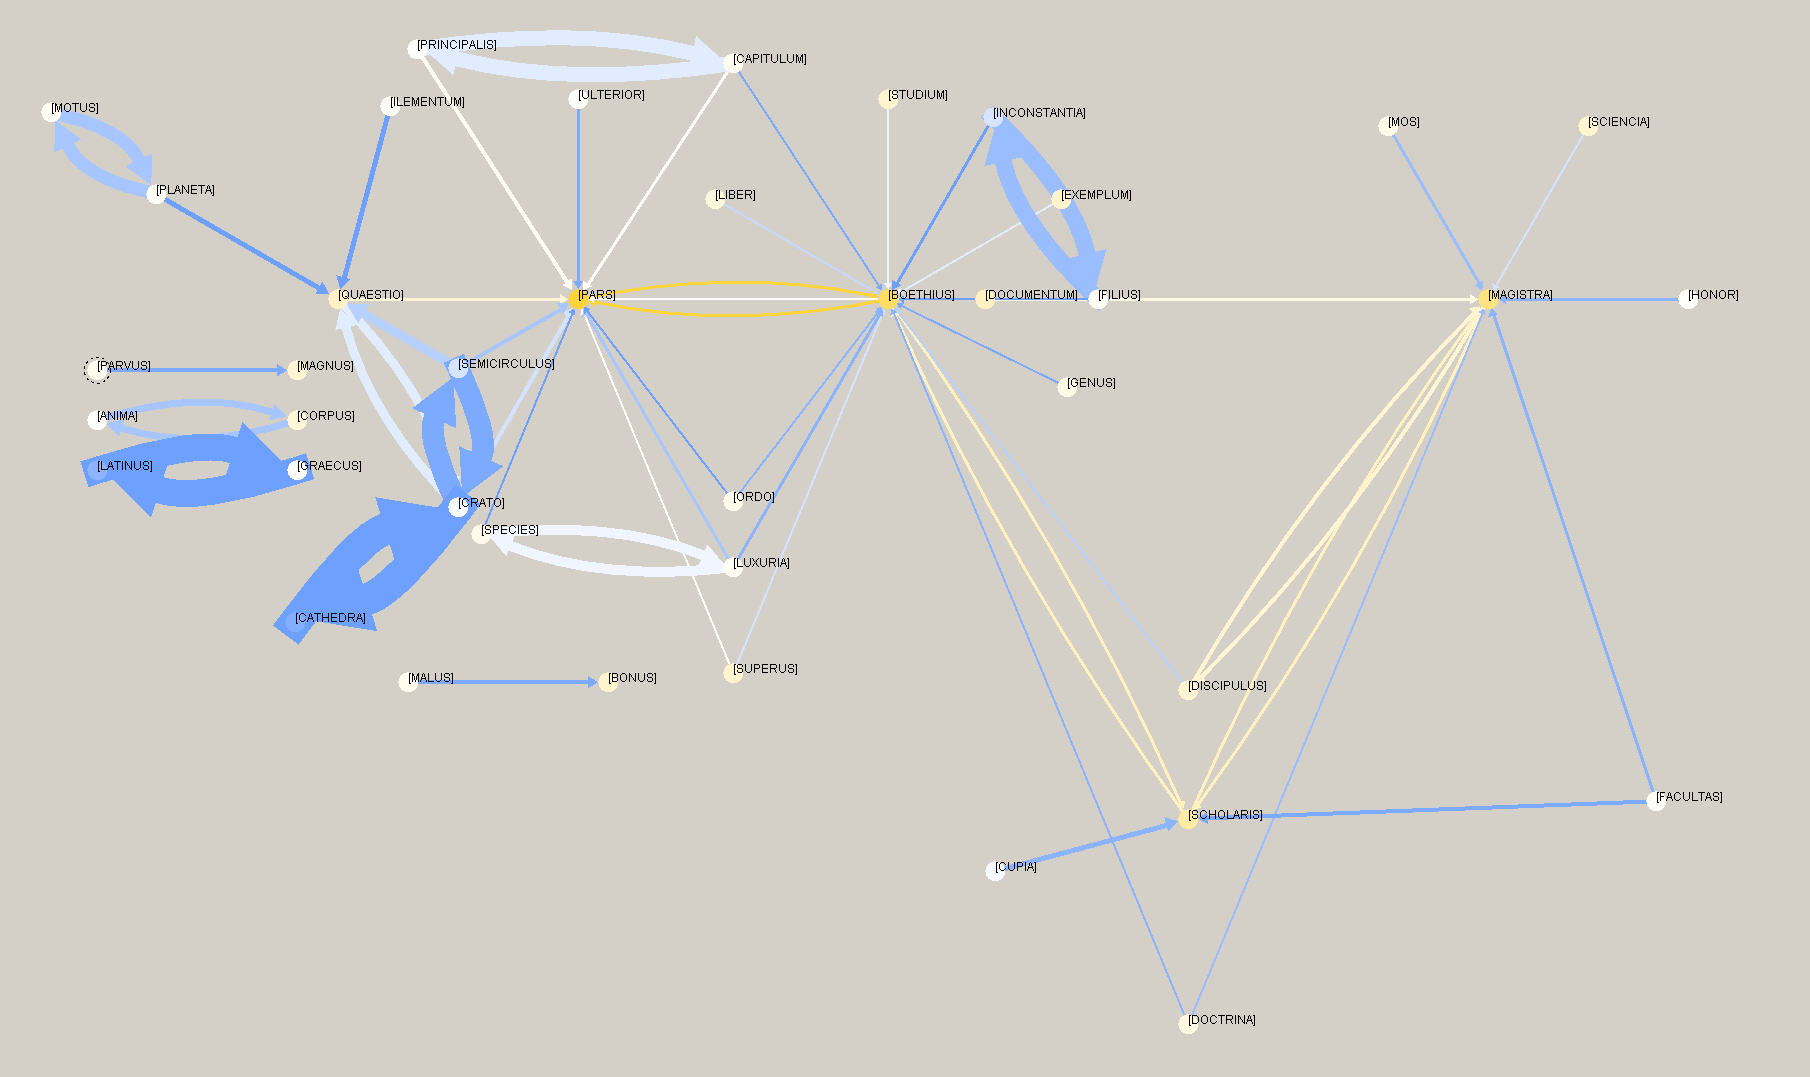 [PRINCIPALIS]
[CAPITULUM]
[ULTERIOR]
[STUDIUM]
[MOTUS]
[ILEMENTUM]
[INCONSTANTIA]
[MOS]
[SCIENCIA]
[PLANETA]
[LIBER]
[EXEMPLUM]
[QUAESTIO]
[PARS]
[BOETHIUS]
[DOCUMENTUM]
[FILIUS]
[MAGISTRA]
[HONOR]
[PARVUS]
[MAGNUS]
[SEMICIRCULUS]
[GENUS]
[ANIMA]
[CORPUS]
[LATINUS]
[GRAECUS]
[CRATO]
[ORDO]
[SPECIES]
[LUXURIA]
[CATHEDRA]
[MALUS]
[BONUS]
[SUPERUS]
[DISCIPULUS]
[FACULTAS]
[SCHOLARIS]
[CUPIA]
[DOCTRINA]